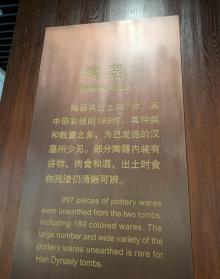 陶器
陶器共出土997件，其
中带彩绘的189件，其种类
和数量之多，为已发掘的汉
墓所少见。部分陶器内装有
谷物、肉食和酒，出土时食
物残渣仍清晰可辨。
997 pieces of pottery wares
were unearthed from the two tombs,
including 189 colored wares. The
large number and wide variety of the
pottery wares unearthed is rare for
Han Dynasty tombs.